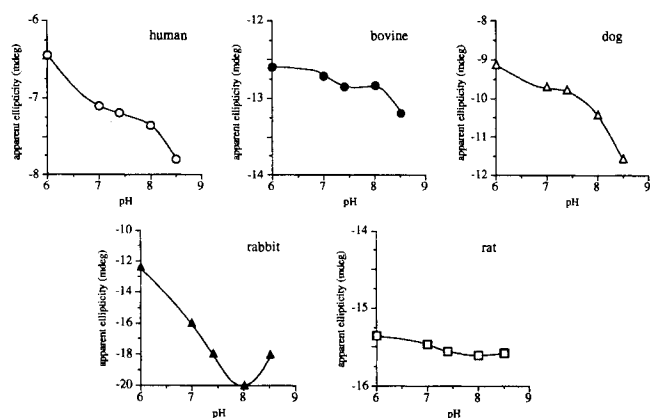 human
apparent ellipticity (mdeg)
-6
-7
-8
6 7 8 9
pH
bovine
apparent ellipticity (mdeg)
-12
-13
-14
6 7 8 9
pH
dog
apparent ellipticity (mdeg)
-8
-9
-10
-11
-12
6 7 8 9
pH
rabbit
apparent ellipticity (mdeg)
-10
-12
-14
-16
-18
-20
6 7 8 9
pH
rat
apparent ellipticity (mdeg)
-14
-15
-16
6 7 8 9
pH